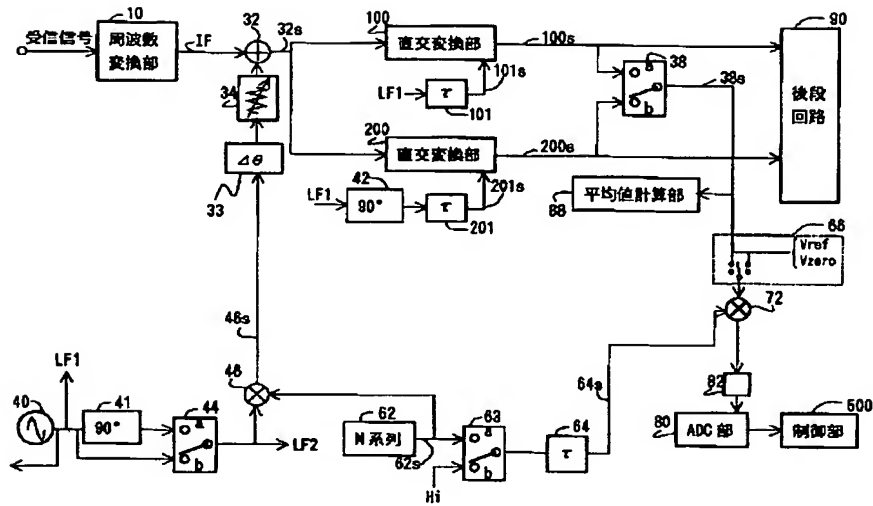 10
受信信号
周波数
変換部
IF
32
32s
100
直交変換部
100s
90
後段
回路
34
LF1
τ
101s
101
a
38
b
38s
Δθ
33
200
直交変換部
200s
LF1
42
90°
τ
201s
201
88
平均値計算部
66
Vref
Vzero
72
46s
46
64s
82
LF1
40
41
90°
44
a
b
LF2
62
M系列
62s
63
a
b
Hi
64
τ
80
ADC部
500
制御部